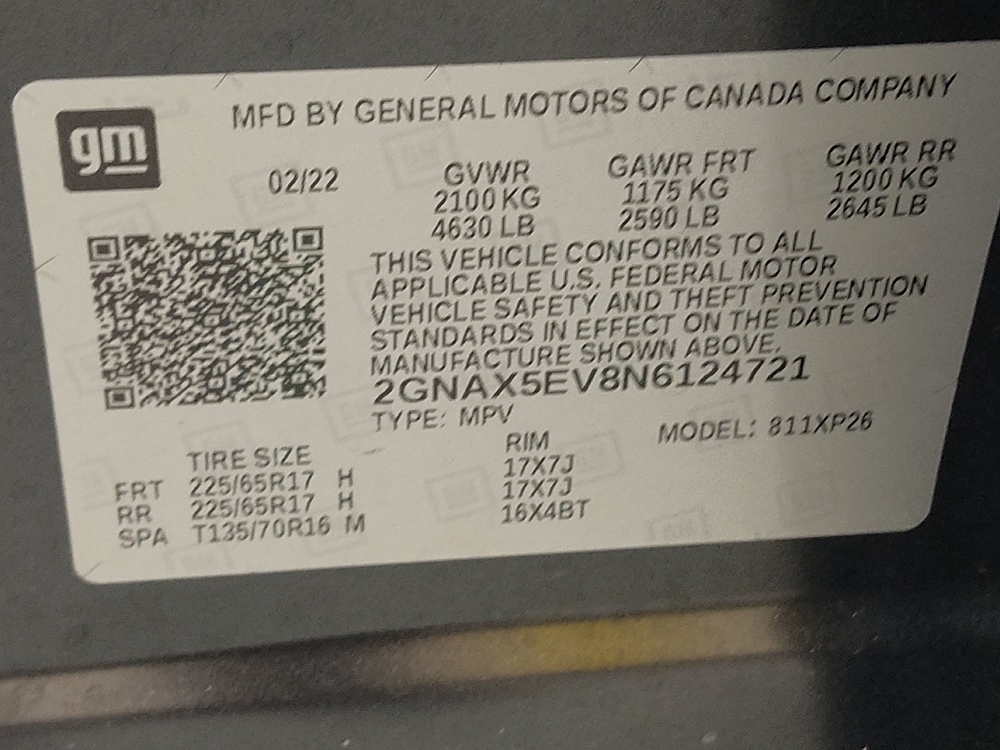 gm
MFD BY GENERAL MOTORS OF CANADA COMPANY
02/22 GVWR GAWR FRT GAWR RR
2100 KG 1175 KG 1200 KG
4630 LB 2590 LB 2645 LB
THIS VEHICLE CONFORMS TO ALL
APPLICABLE U.S. FEDERAL MOTOR
VEHICLE SAFETY AND THEFT PREVENTION
STANDARDS IN EFFECT ON THE DATE OF
MANUFACTURE SHOWN ABOVE.
2GNAX5EV8N6124721
TYPE: MPV MODEL: 811XP26
TIRE SIZE RIM
FRT 225/65R17 H 17X7J
RR 225/65R17 H 17X7J
SPA T135/70R16 M 16X4BT